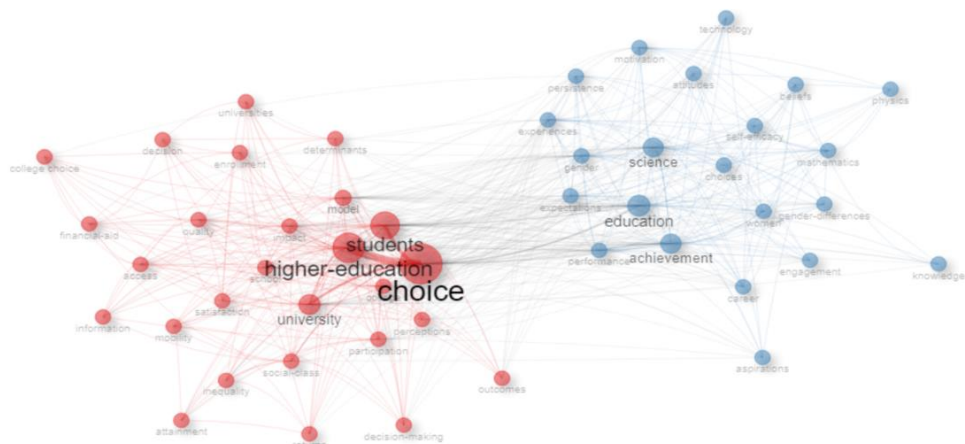 technology
motivation
attitudes
persistence
beliefs
physics
universities
experiences
self-efficacy
determinants
decision
science
mathematics
enrollment
gender
college choice
choices
expectations
model
education
women
gender-differences
financial-aid
quality
impact
students
performance
achievement
higher-education
engagement
access
school
knowledge
choice
career
satisfaction
university
perceptions
information
mobility
participation
social-class
aspirations
outcomes
inequality
attainment
decision-making